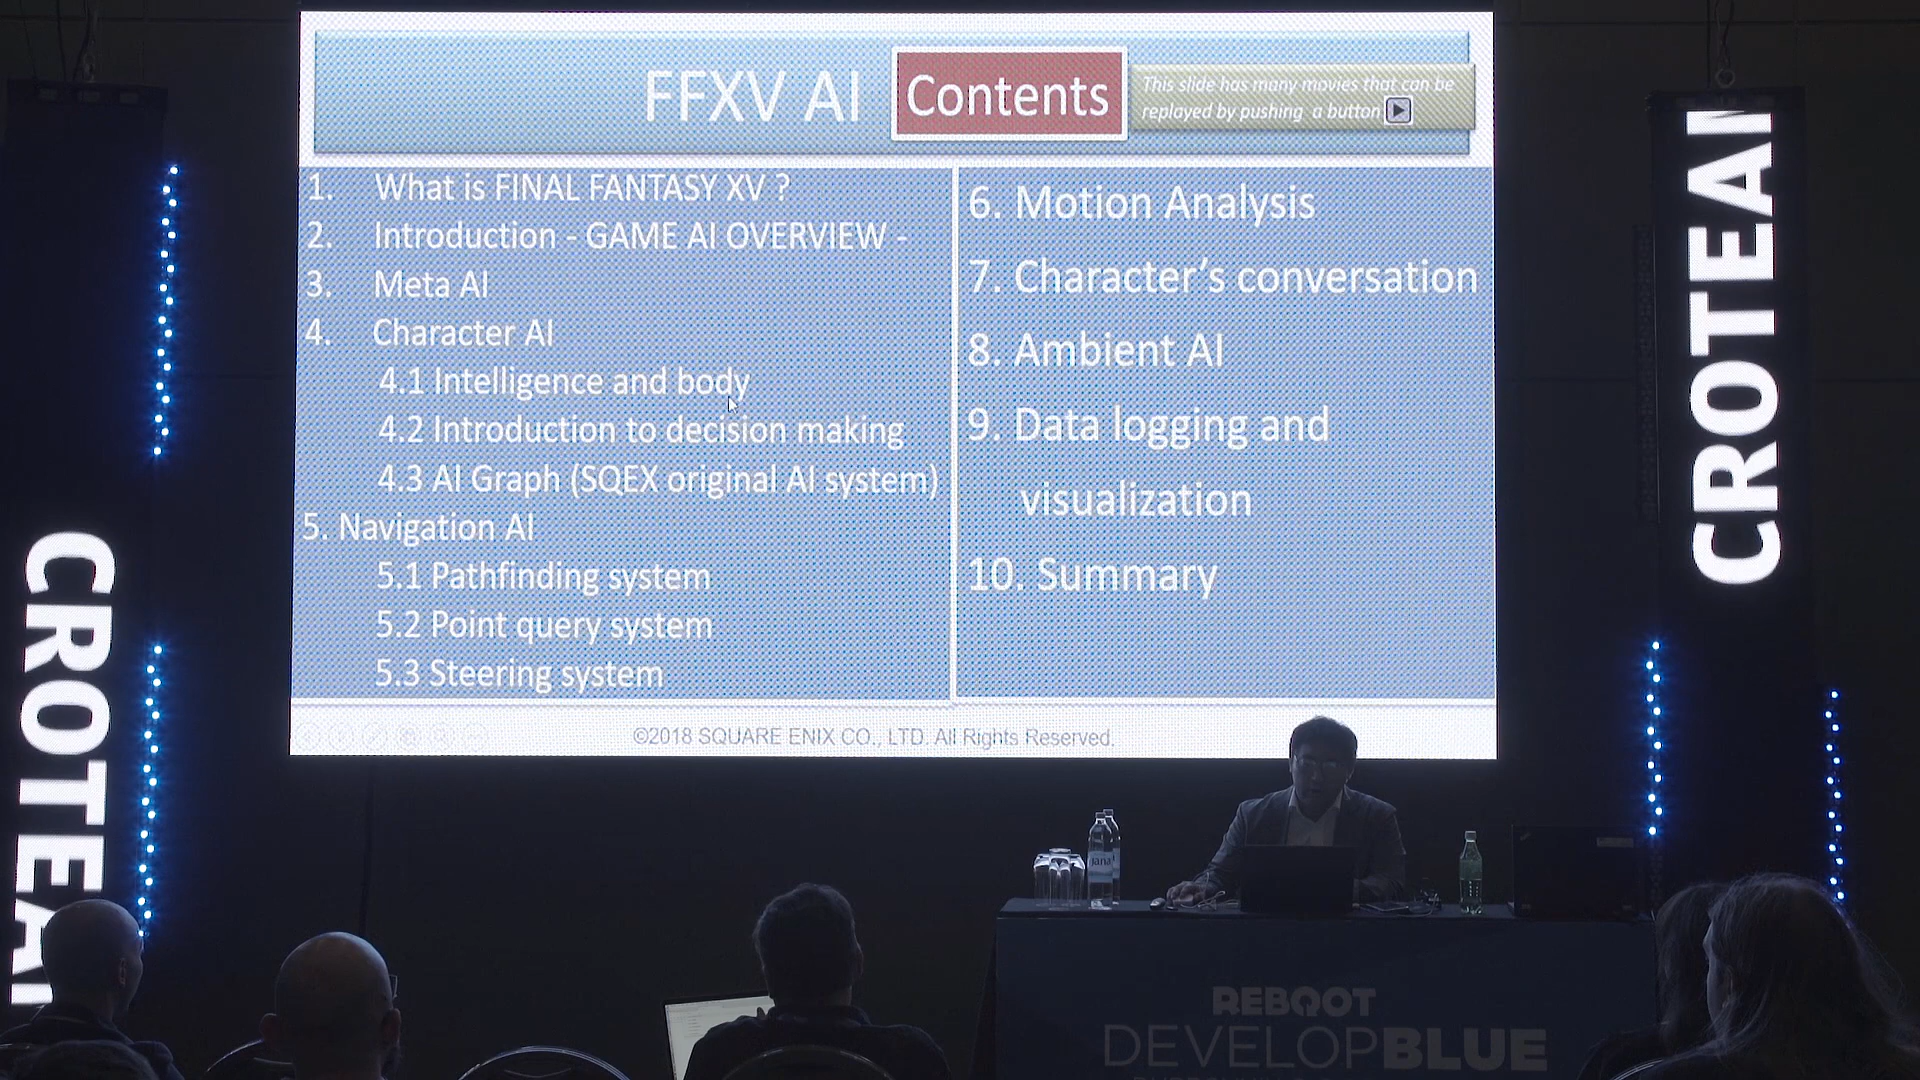 FFXV AI
Contents
This slide has many movies that can be
replayed by pushing a button
1. What is FINAL FANTASY XV ?
2. Introduction - GAME AI OVERVIEW -
3. Meta AI
4. Character AI
4.1 Intelligence and body
4.2 Introduction to decision making
4.3 AI Graph (SQEX original AI system)
5. Navigation AI
5.1 Pathfinding system
5.2 Point query system
5.3 Steering system
6. Motion Analysis
7. Character’s conversation
8. Ambient AI
9. Data logging and
visualization
10. Summary
©2018 SQUARE ENIX CO., LTD. All Rights Reserved.
CROTEAM
CROTEAM
jana
REBOOT
DEVELOPBLUE